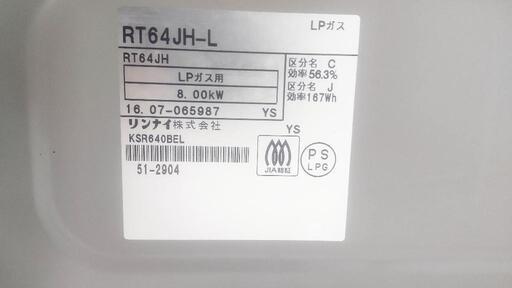 LPガス
RT64JH-L
RT64JH
LPガス用
8.00kW
16.07-065987 YS
区分名 C
効率56.3%
区分名 J
効率167Wh
リンナイ株式会社
YS
KSR640BEL
51-2904
JIA認証
PS
LPG